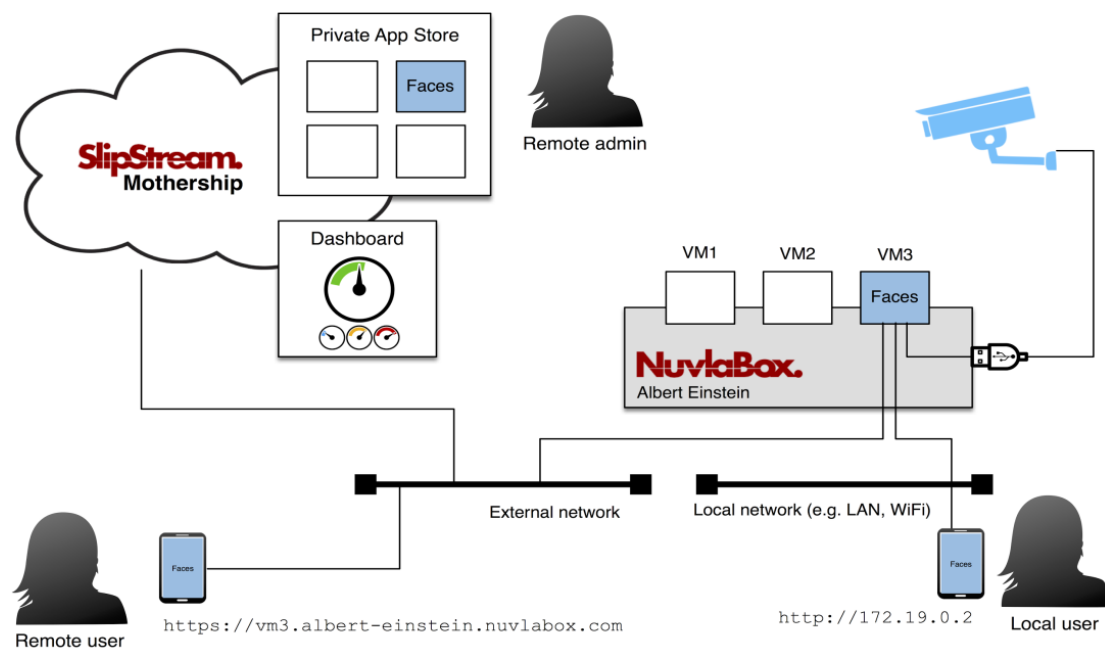 Private App Store
Faces
Remote admin
SlipStream.
Mothership
Dashboard
VM1
VM2
VM3
Faces
NuvlaBox.
Albert Einstein
External network
Local network (e.g. LAN, WiFi)
Faces
Faces
Remote user
https://vm3.albert-einstein.nuvlabox.com
http://172.19.0.2
Local user